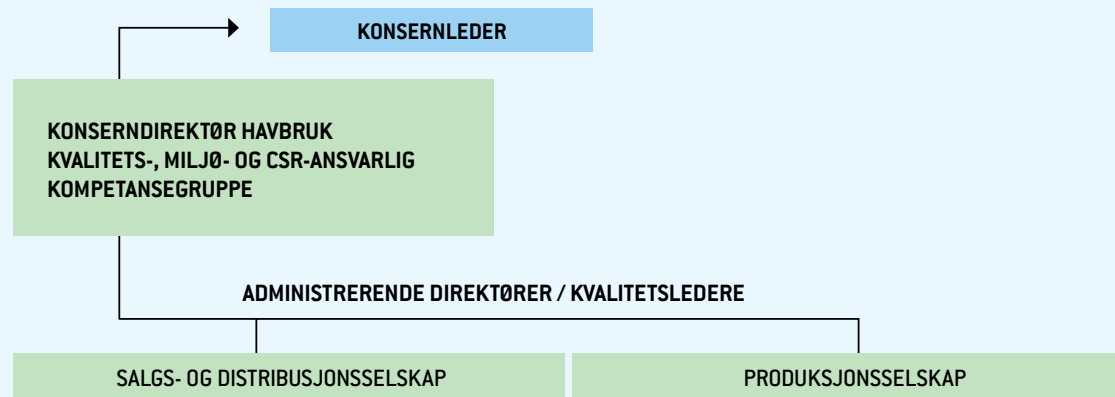 KONSERNLEDER
KONSERNDIREKTØR HAVBRUK
KVALITETS-, MILJØ- OG CSR-ANSVARLIG
KOMPETANSEGRUPPE
ADMINISTRERENDE DIREKTØRER / KVALITETSLEDERE
SALGS- OG DISTRIBUSJONSSELSKAP
PRODUKSJONSSELSKAP